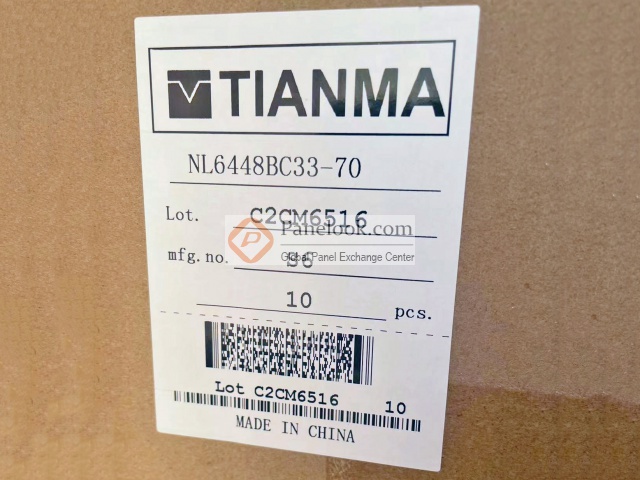 TIANMA
NL6448BC33-70
Lot. C2CM6516
Panelook.com
Global Panel Exchange Center
mfg.no.
10 pcs.
Lot C2CM6516 10
MADE IN CHINA